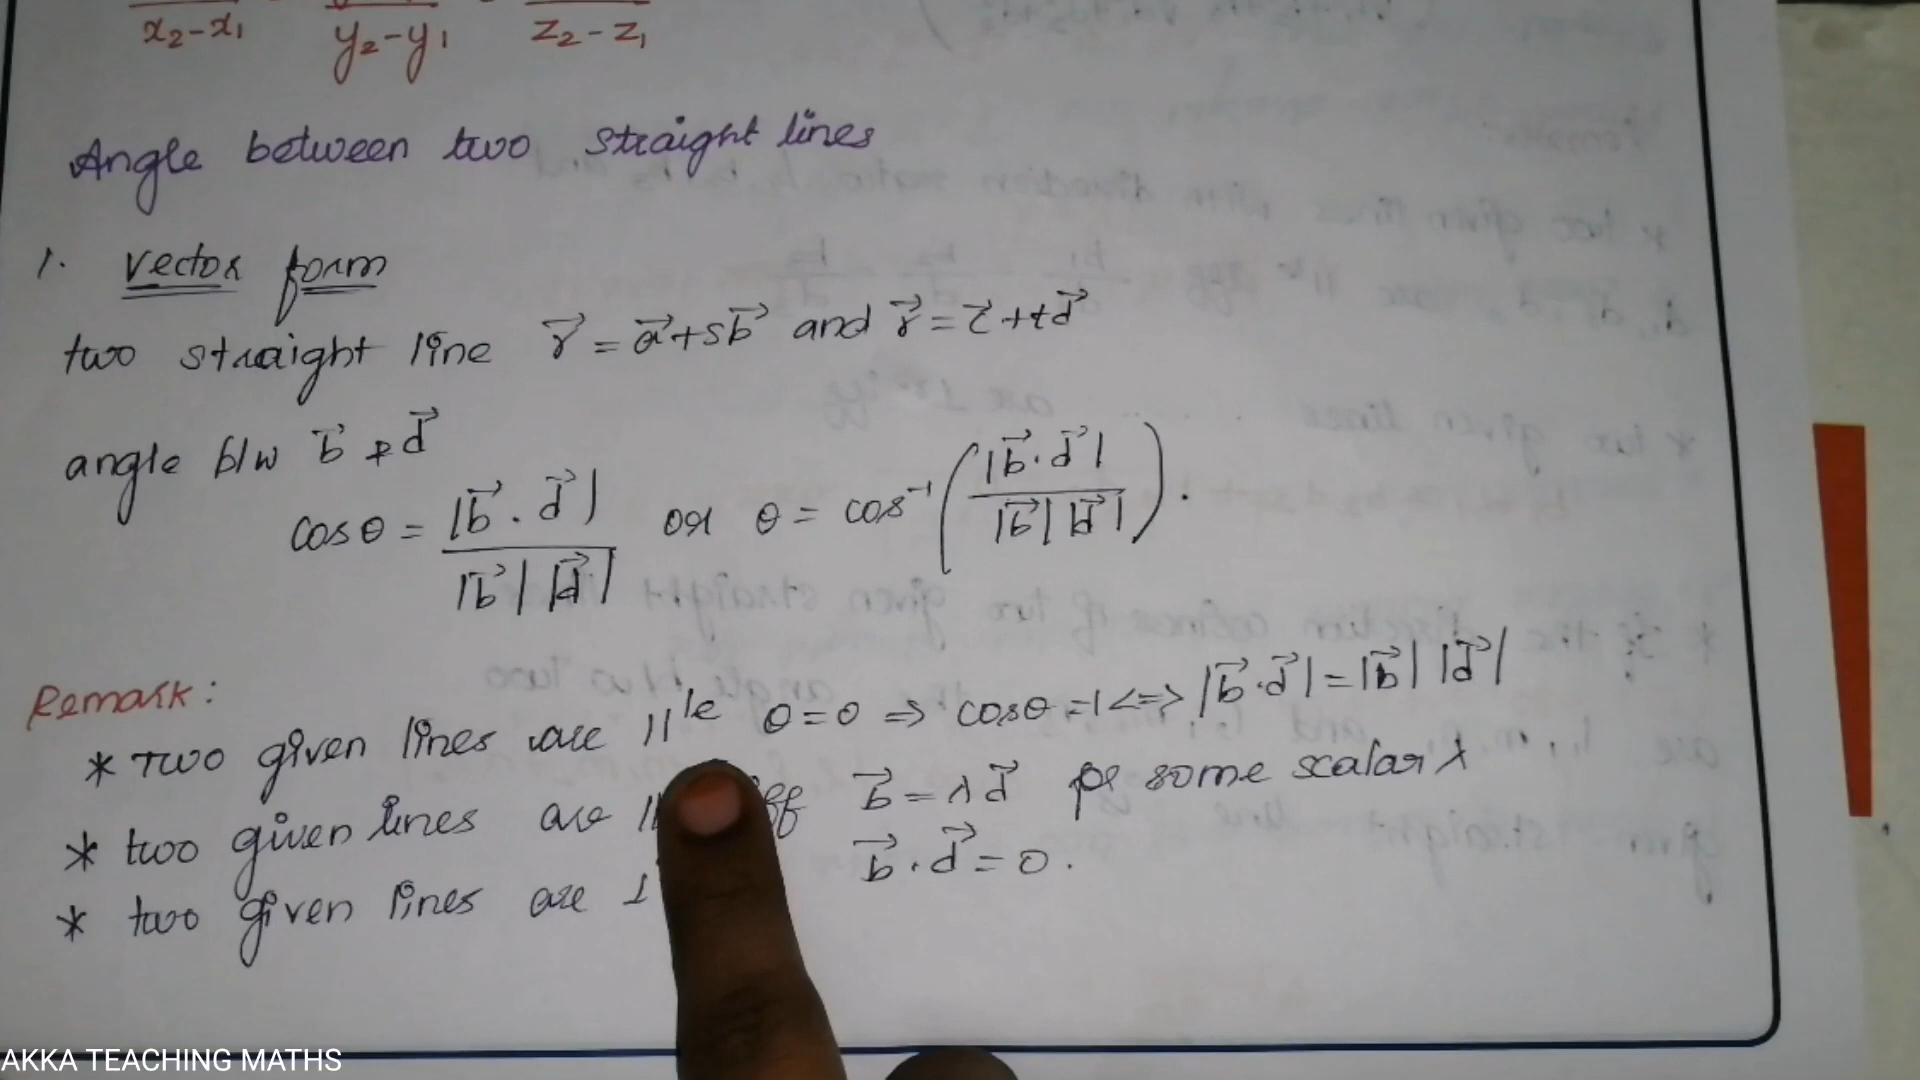 x₂-x₁ y₂-y₁ z₂-z₁
Angle between two straight lines
1. Vector form
two straight line r⃗ = a⃗+sb⃗ and r⃗ = c⃗+td⃗
angle b/w b⃗ & d⃗
cosθ = |b⃗ . d⃗| / |b⃗| |d⃗| or θ = cos⁻¹ ( |b⃗ . d⃗| / |b⃗| |d⃗| ).
Remark:
* Two given lines are ||le θ=0 => cosθ=1 <=> |b⃗ . d⃗| = |b⃗| |d⃗|
* two given lines are || iff b⃗ = λd⃗ for some scalar λ
* two given lines are ⊥ b⃗ . d⃗ = 0.
AKKA TEACHING MATHS